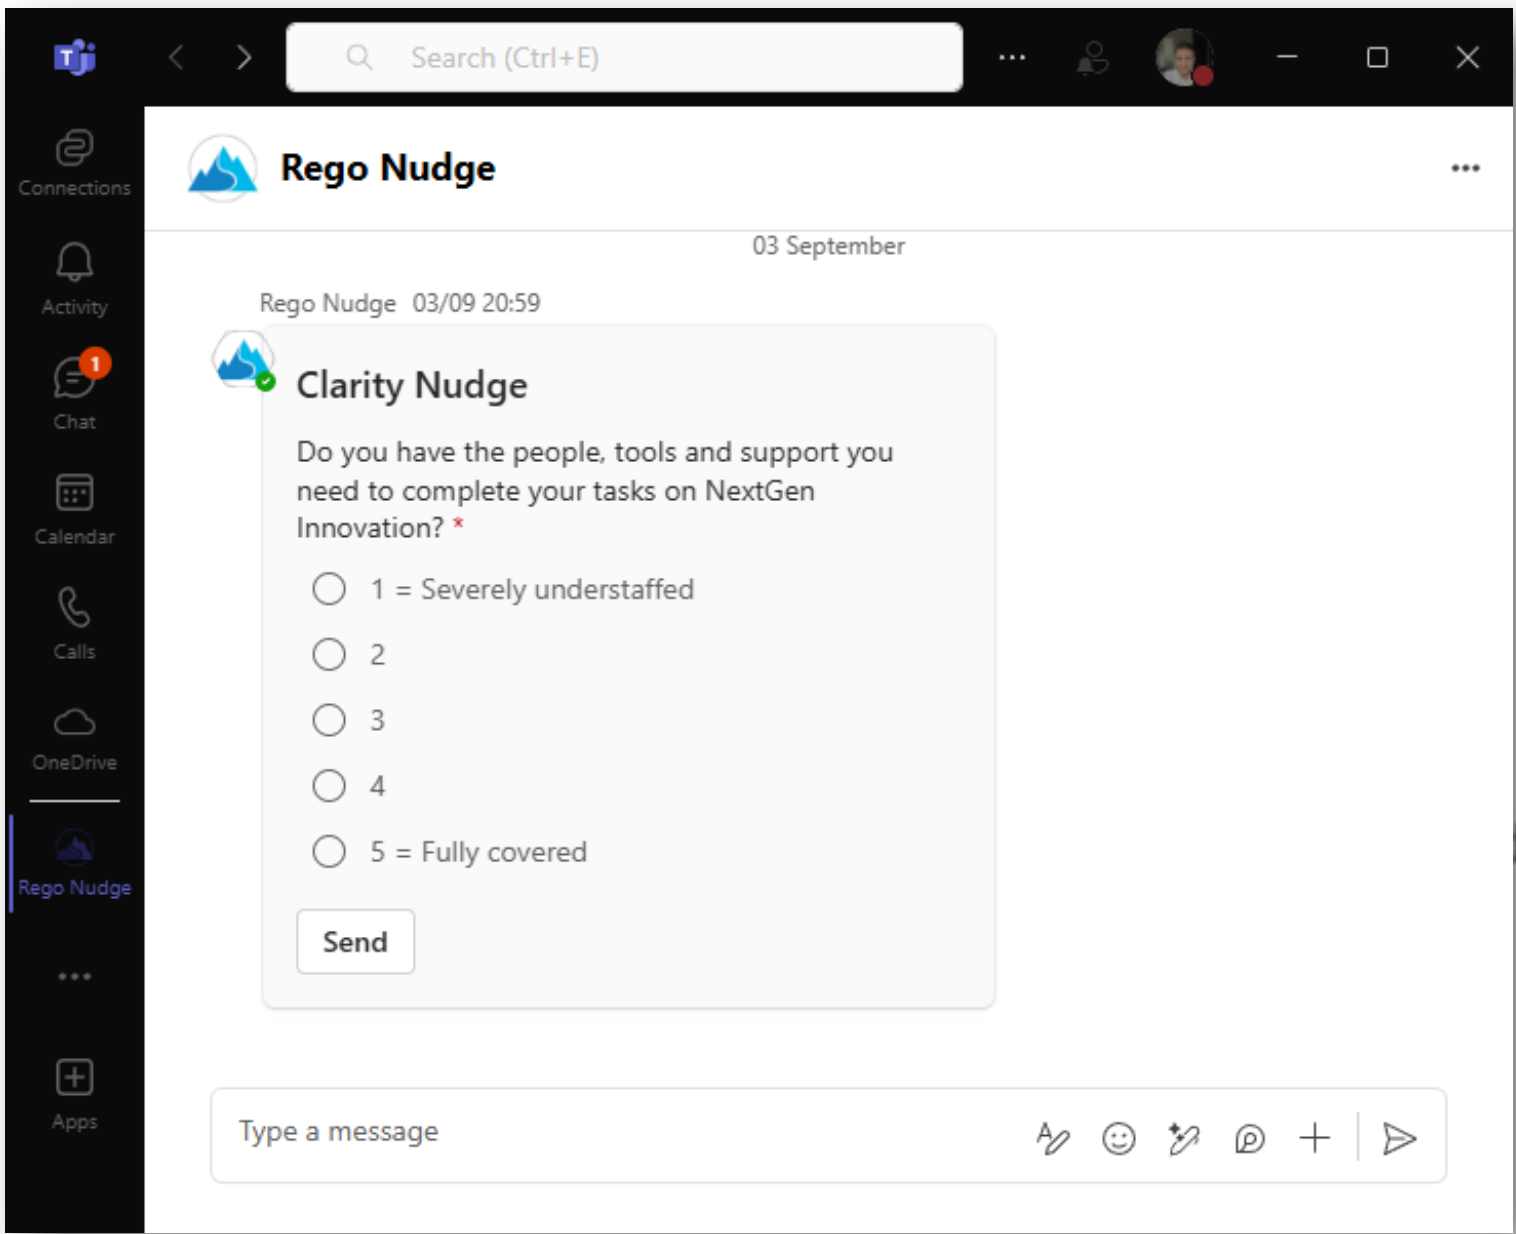 Search (Ctrl+E)
Connections
Activity
1
Chat
Calendar
Calls
OneDrive
Rego Nudge
Apps
Rego Nudge
03 September
Rego Nudge 03/09 20:59
Clarity Nudge
Do you have the people, tools and support you
need to complete your tasks on NextGen
Innovation? *
1 = Severely understaffed
2
3
4
5 = Fully covered
Send
Type a message